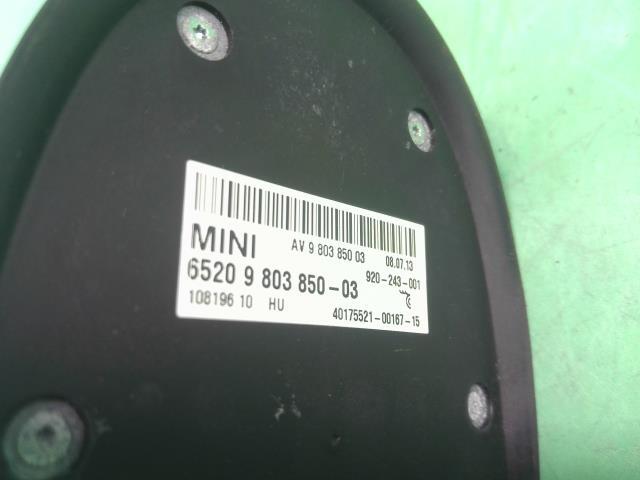 AV 9 803 850 03 08.07.13
MINI 920-243-001
6520 9 803 850-03
108196 10 HU 40175521-00167-15